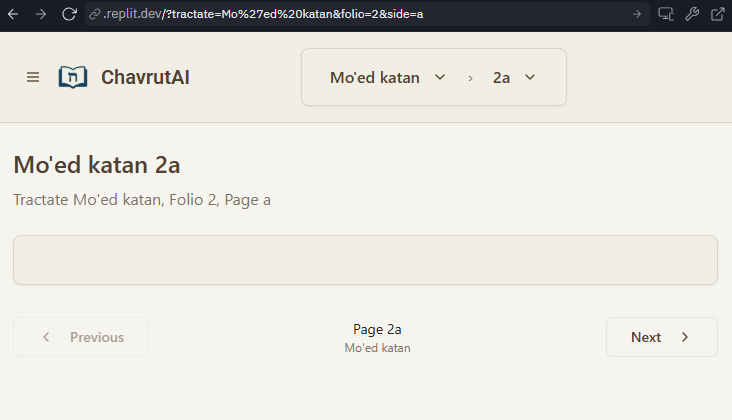 .replit.dev/?tractate=Mo%27ed%20katan&folio=2&side=a
ח
ChavrutAI
Mo'ed katan › 2a
Mo'ed katan 2a
Tractate Mo'ed katan, Folio 2, Page a
Previous
Page 2a
Mo'ed katan
Next